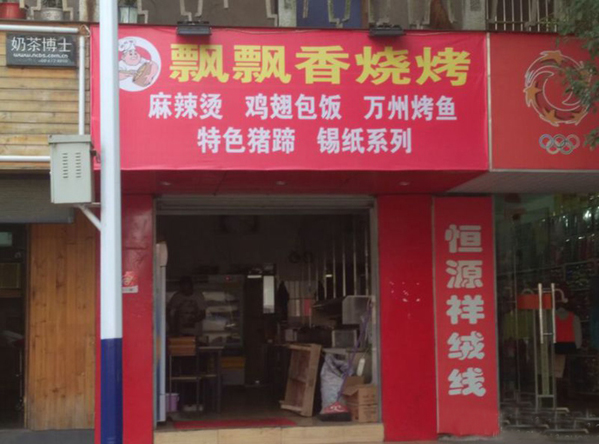 奶茶博士
飘飘香烧烤
麻辣烫 鸡翅包饭 万州烤鱼
特色猪蹄 锡纸系列
恒源祥绒线